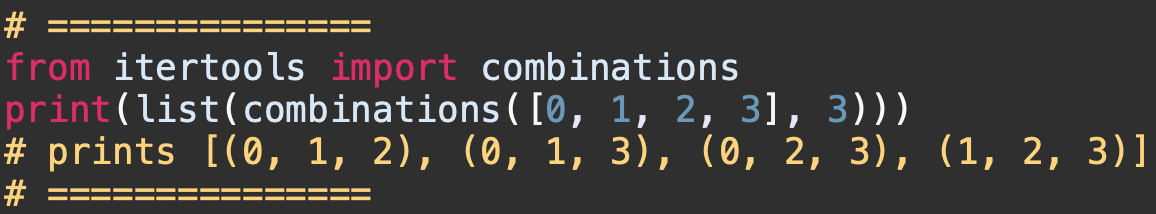 # ===============
from itertools import combinations
print(list(combinations([0, 1, 2, 3], 3)))
# prints [(0, 1, 2), (0, 1, 3), (0, 2, 3), (1, 2, 3)]
# ===============